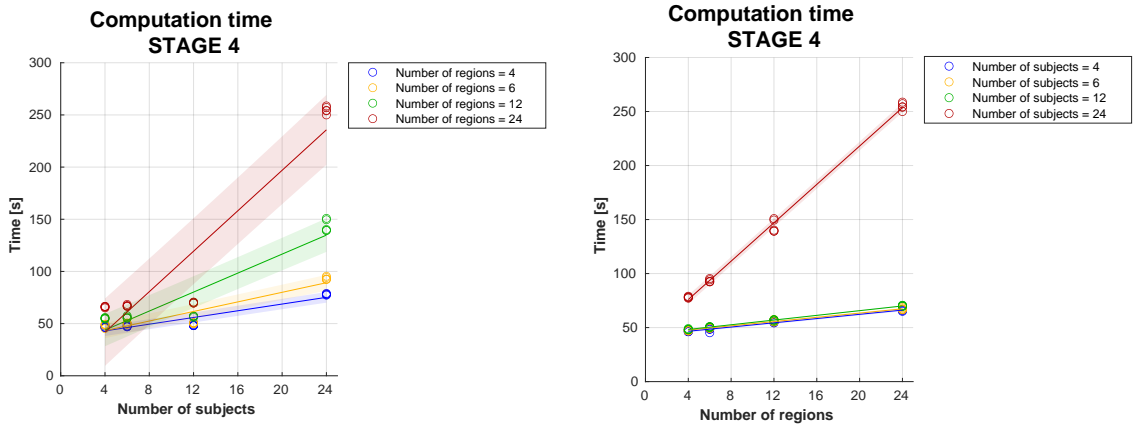 Computation time
STAGE 4
300
250
200
150
100
50
0
0 4 8 12 16 20 24
Time [s]
Number of subjects
Number of regions = 4
Number of regions = 6
Number of regions = 12
Number of regions = 24
Computation time
STAGE 4
300
250
200
150
100
50
0
0 4 8 12 16 20 24
Time [s]
Number of regions
Number of subjects = 4
Number of subjects = 6
Number of subjects = 12
Number of subjects = 24